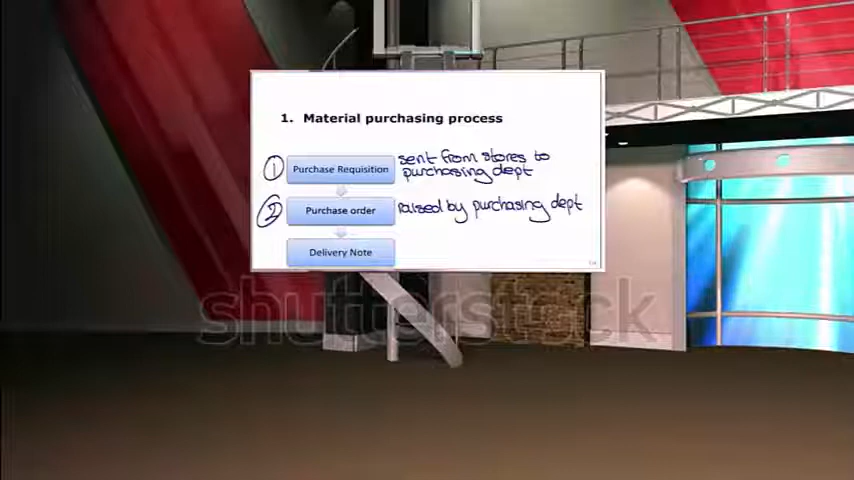 1. Material purchasing process
1 Purchase Requisition sent from stores to
purchasing dept
2 Purchase order raised by purchasing dept
Delivery Note
shutterstock